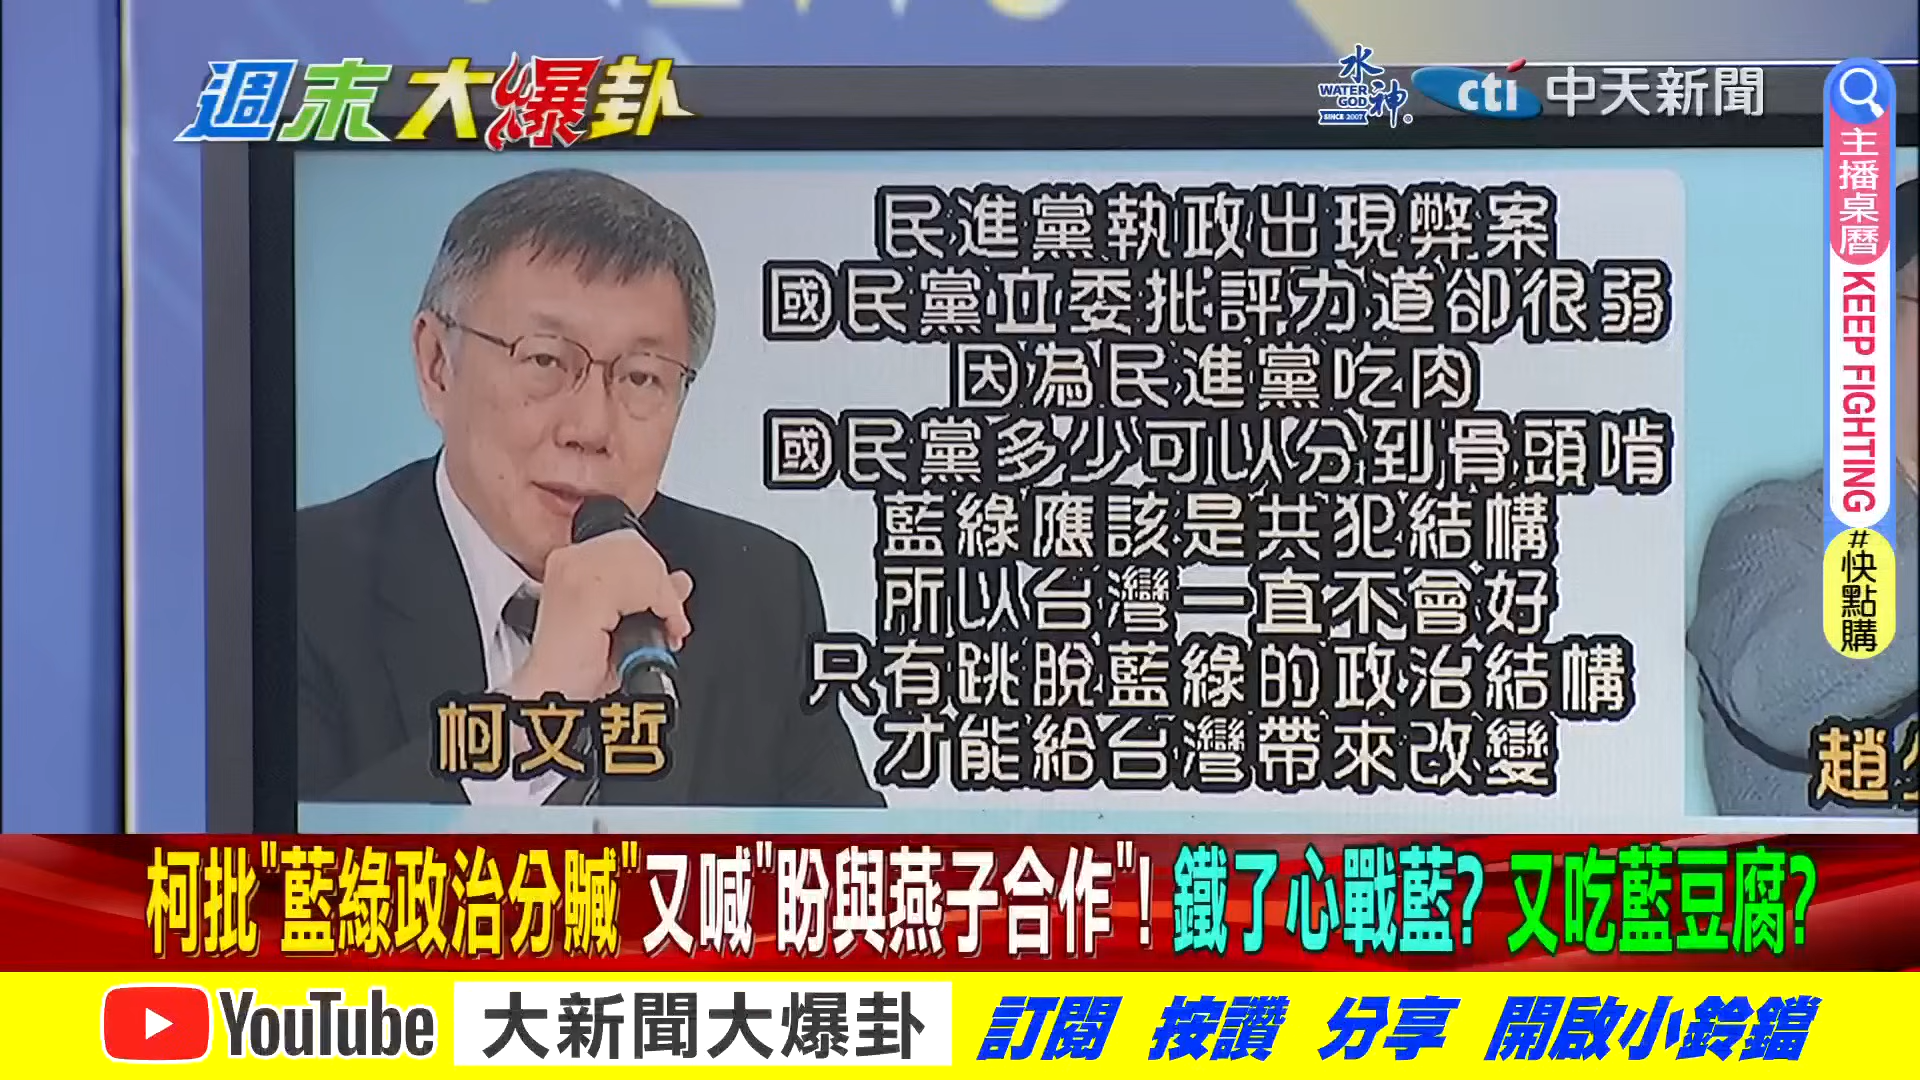 週末大爆卦
水神
WATER GOD
SINCE 2007
cti 中天新聞
主播桌曆 KEEP FIGHTING #快點購
民進黨執政出現弊案
國民黨立委批評力道卻很弱
因為民進黨吃肉
國民黨多少可以分到骨頭啃
藍綠應該是共犯結構
所以台灣一直不會好
只有跳脫藍綠的政治結構
才能給台灣帶來改變
柯文哲
趙少
柯批"藍綠政治分贓"又喊"盼與燕子合作"! 鐵了心戰藍? 又吃藍豆腐?
YouTube 大新聞大爆卦 訂閱 按讚 分享 開啟小鈴鐺